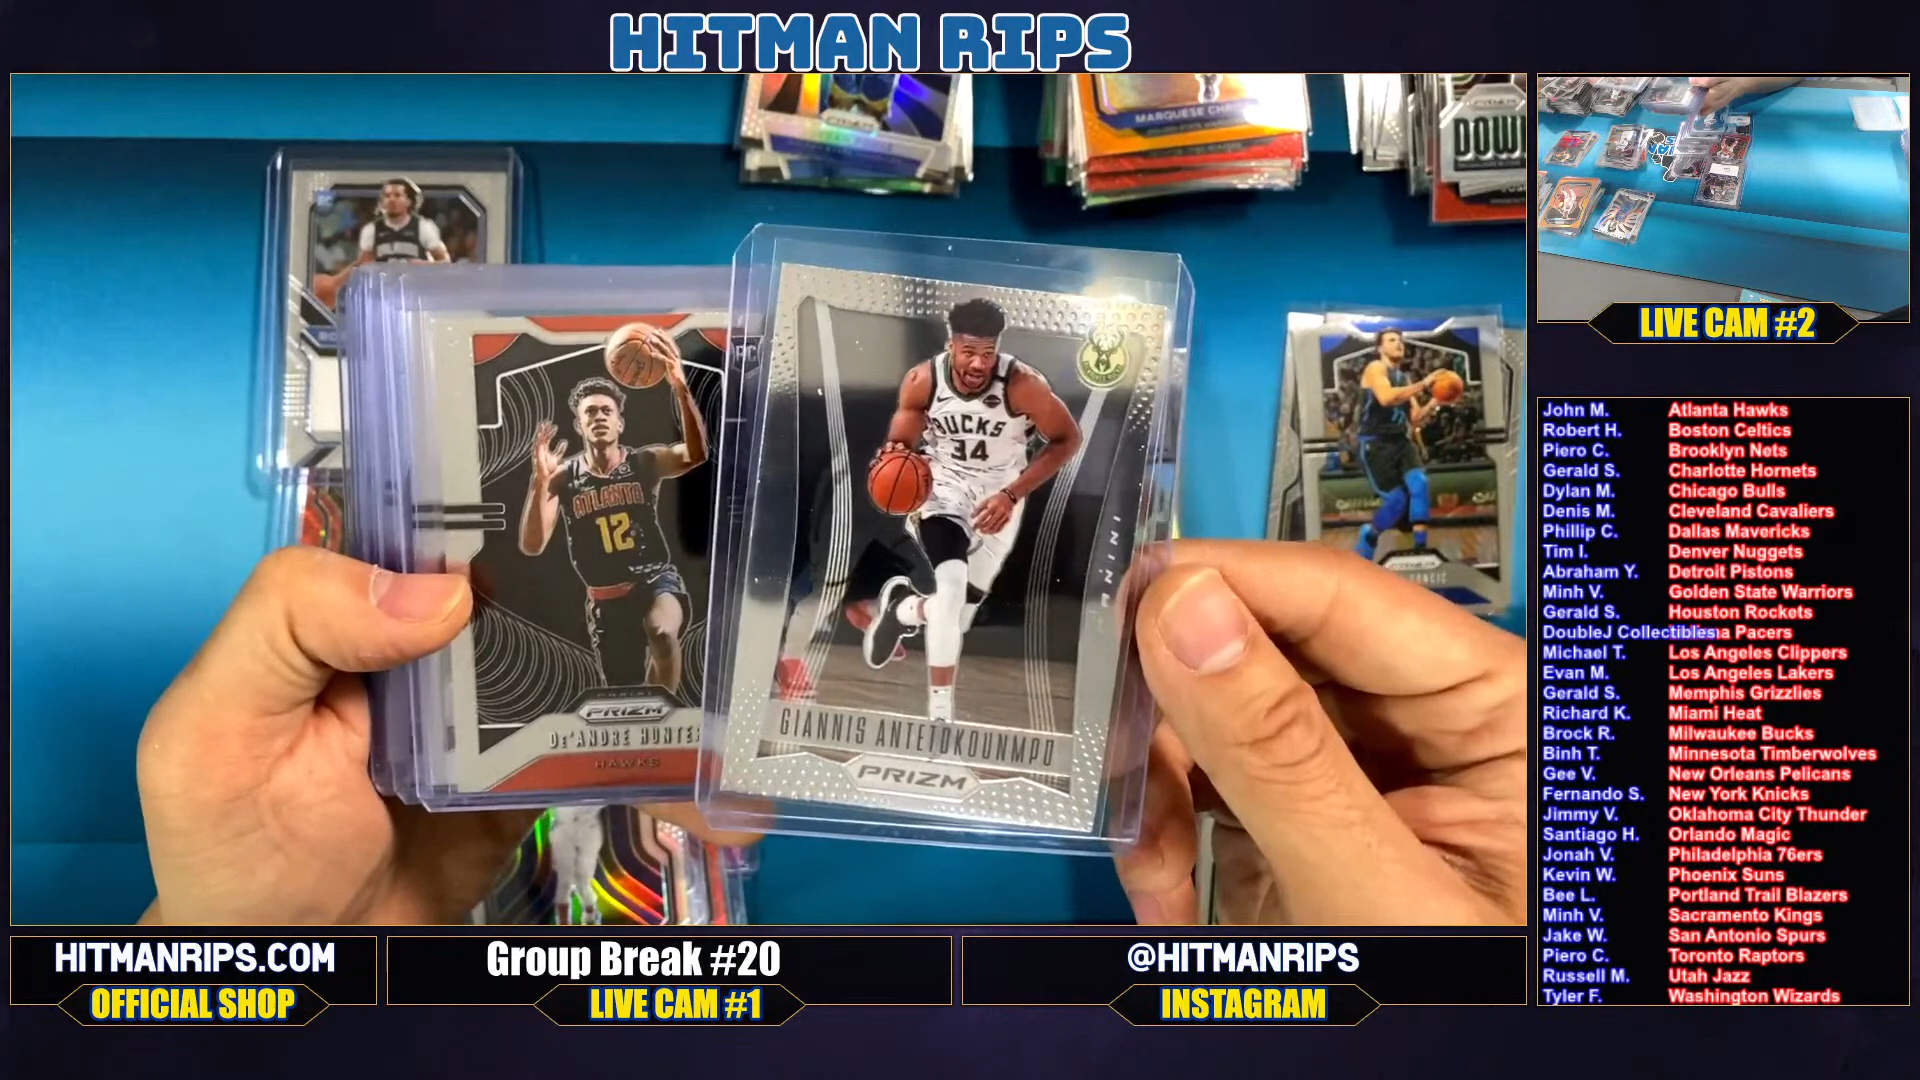 HITMAN RIPS
MARQUESE CHR
DOW
RC
BUCKS
34
ATLANTA
12
PANINI
GIANNIS ANTETOKOUNMPO
PRIZM
PANINI
PRIZM
DE'ANDRE HUNTER
HAWKS
LIVE CAM #2
John M. Atlanta Hawks
Robert H. Boston Celtics
Piero C. Brooklyn Nets
Gerald S. Charlotte Hornets
Dylan M. Chicago Bulls
Denis M. Cleveland Cavaliers
Phillip C. Dallas Mavericks
Tim I. Denver Nuggets
Abraham Y. Detroit Pistons
Minh V. Golden State Warriors
Gerald S. Houston Rockets
DoubleJ Collectibles Pacers
Michael T. Los Angeles Clippers
Evan M. Los Angeles Lakers
Gerald S. Memphis Grizzlies
Richard K. Miami Heat
Brock R. Milwaukee Bucks
Binh T. Minnesota Timberwolves
Gee V. New Orleans Pelicans
Fernando S. New York Knicks
Jimmy V. Oklahoma City Thunder
Santiago H. Orlando Magic
Jonah V. Philadelphia 76ers
Kevin W. Phoenix Suns
Bee L. Portland Trail Blazers
Minh V. Sacramento Kings
Jake W. San Antonio Spurs
Piero C. Toronto Raptors
Russell M. Utah Jazz
Tyler F. Washington Wizards
HITMANRIPS.COM
OFFICIAL SHOP
Group Break #20
LIVE CAM #1
@HITMANRIPS
INSTAGRAM